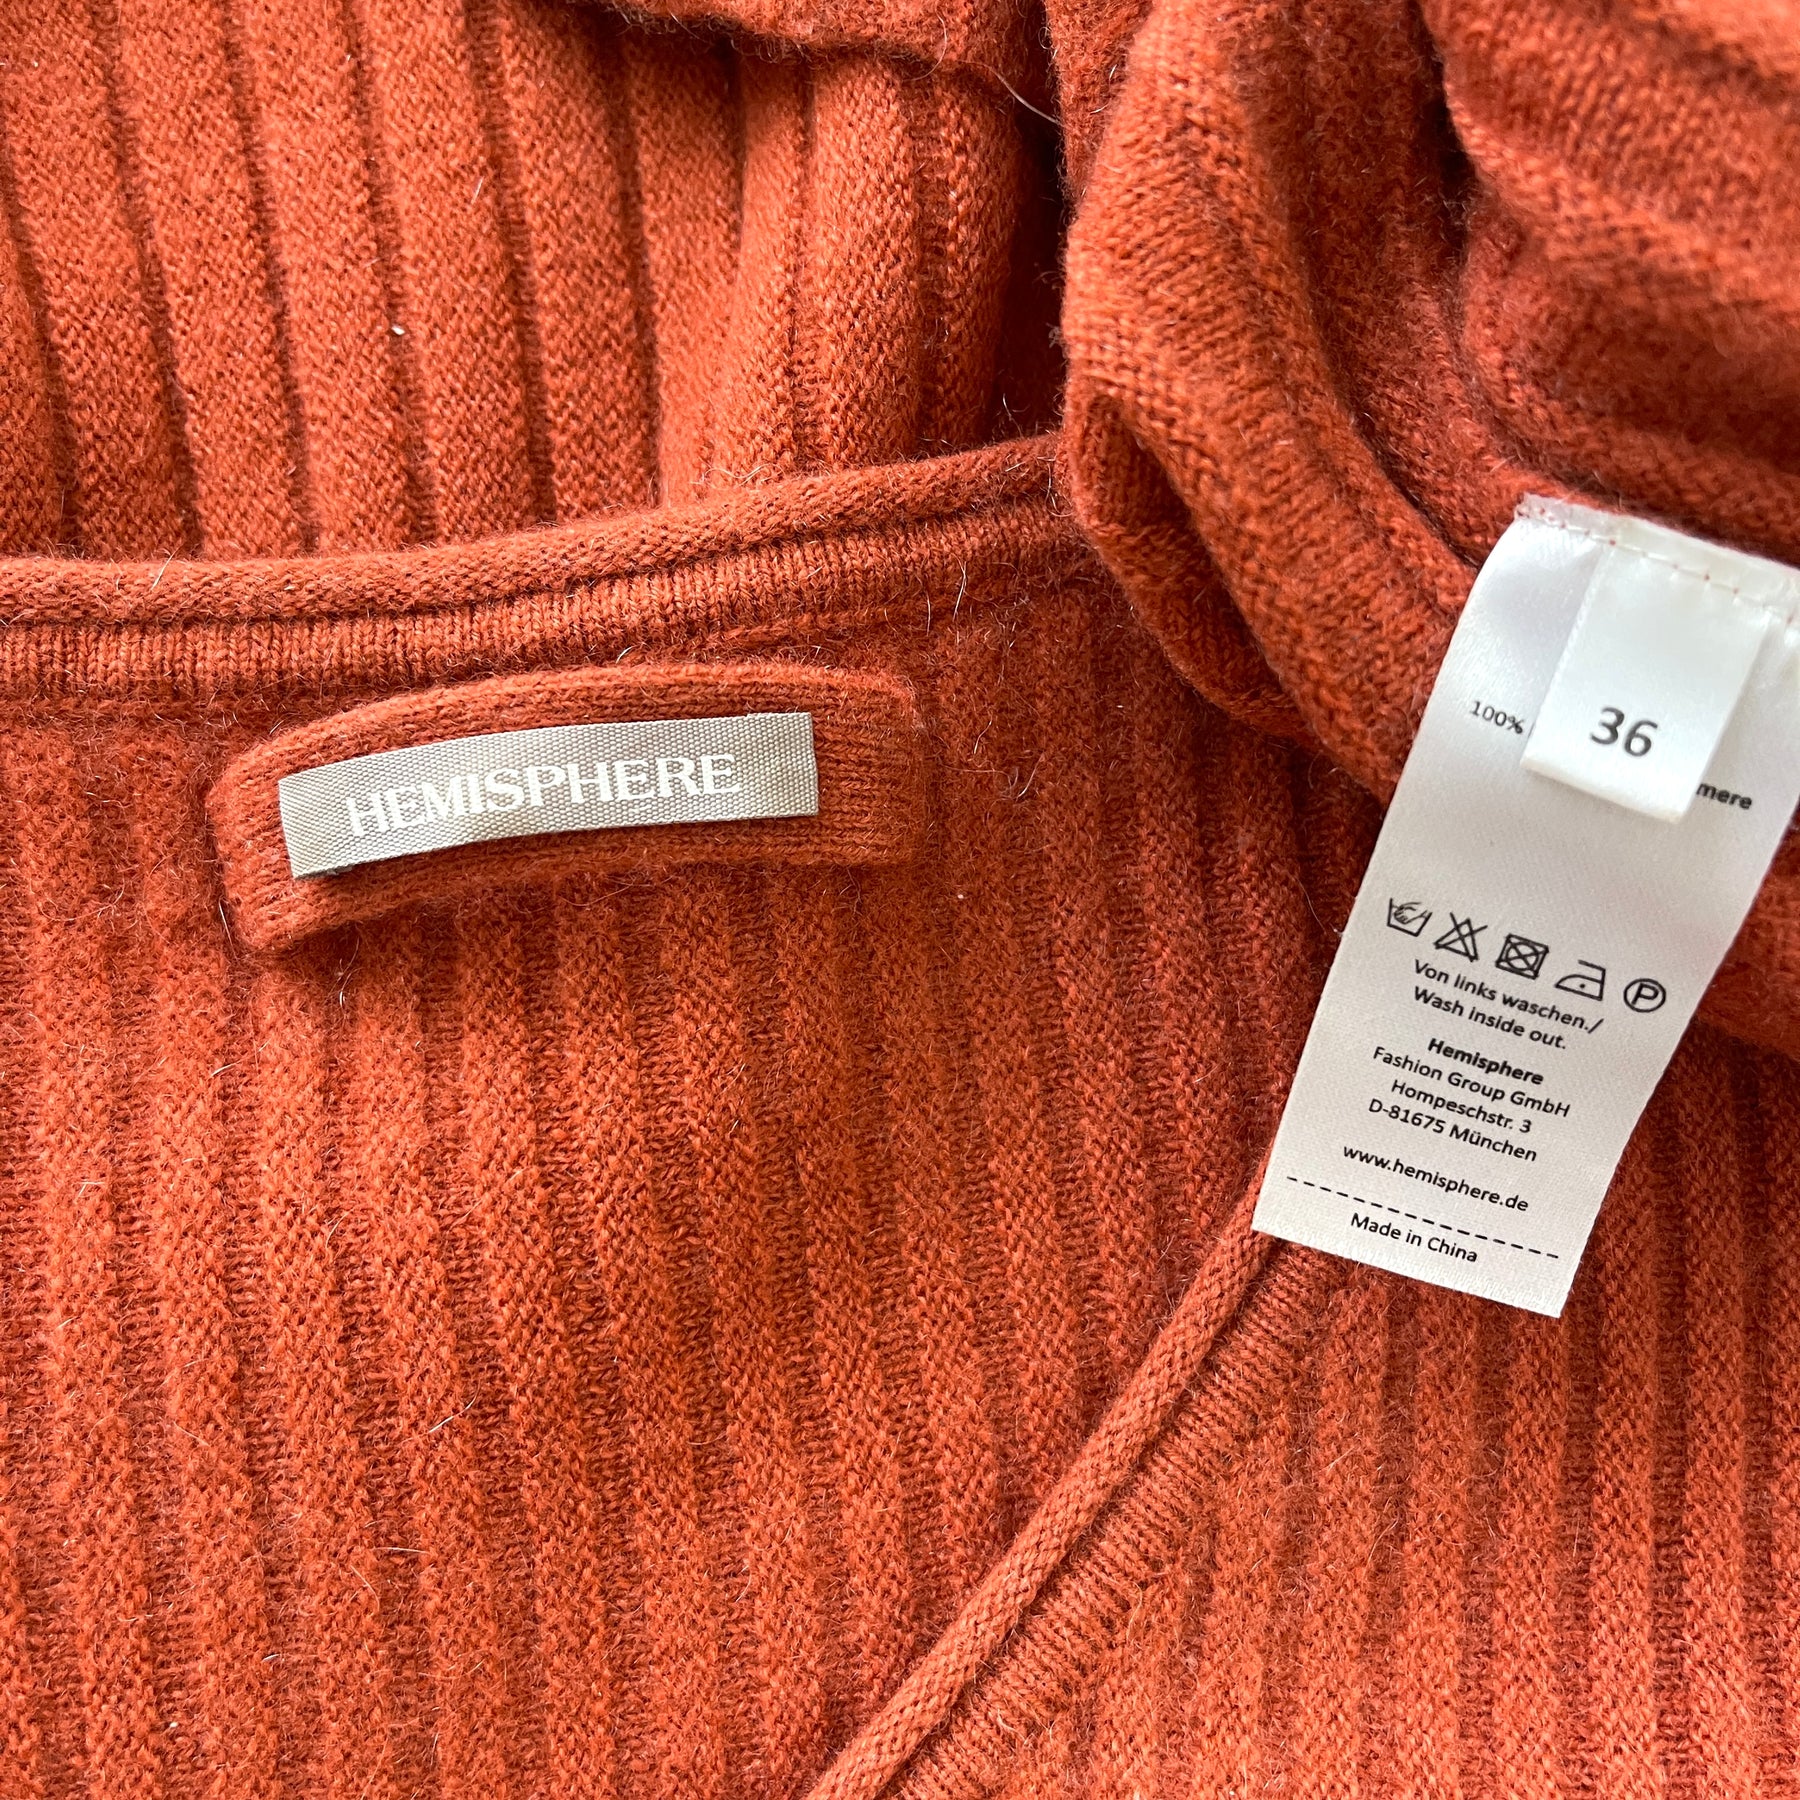 HEMISPHERE
36
100%
mere
Von links waschen./
Wash inside out.
Hemisphere
Fashion Group GmbH
Hompeschstr. 3
D-81675 München
www.hemisphere.de
Made in China
P